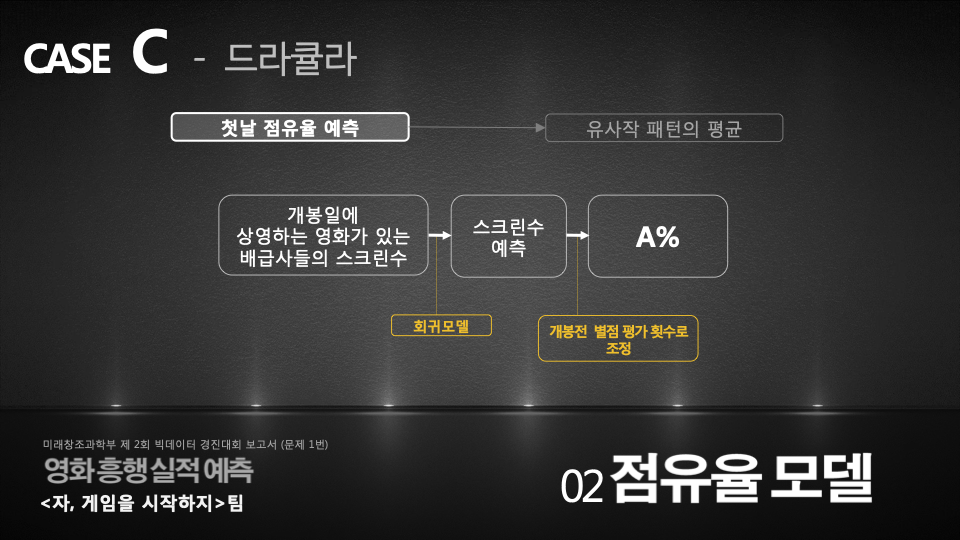 CASE C - 드라큘라
첫날 점유율 예측
유사작 패턴의 평균
개봉일에
상영하는 영화가 있는
배급사들의 스크린수
스크린수
예측
A%
회귀모델
개봉전 별점 평가 횟수로
조정
미래창조과학부 제 2회 빅데이터 경진대회 보고서 (문제 1번)
영화 흥행 실적 예측
<자, 게임을 시작하지>팀
02 점유율 모델